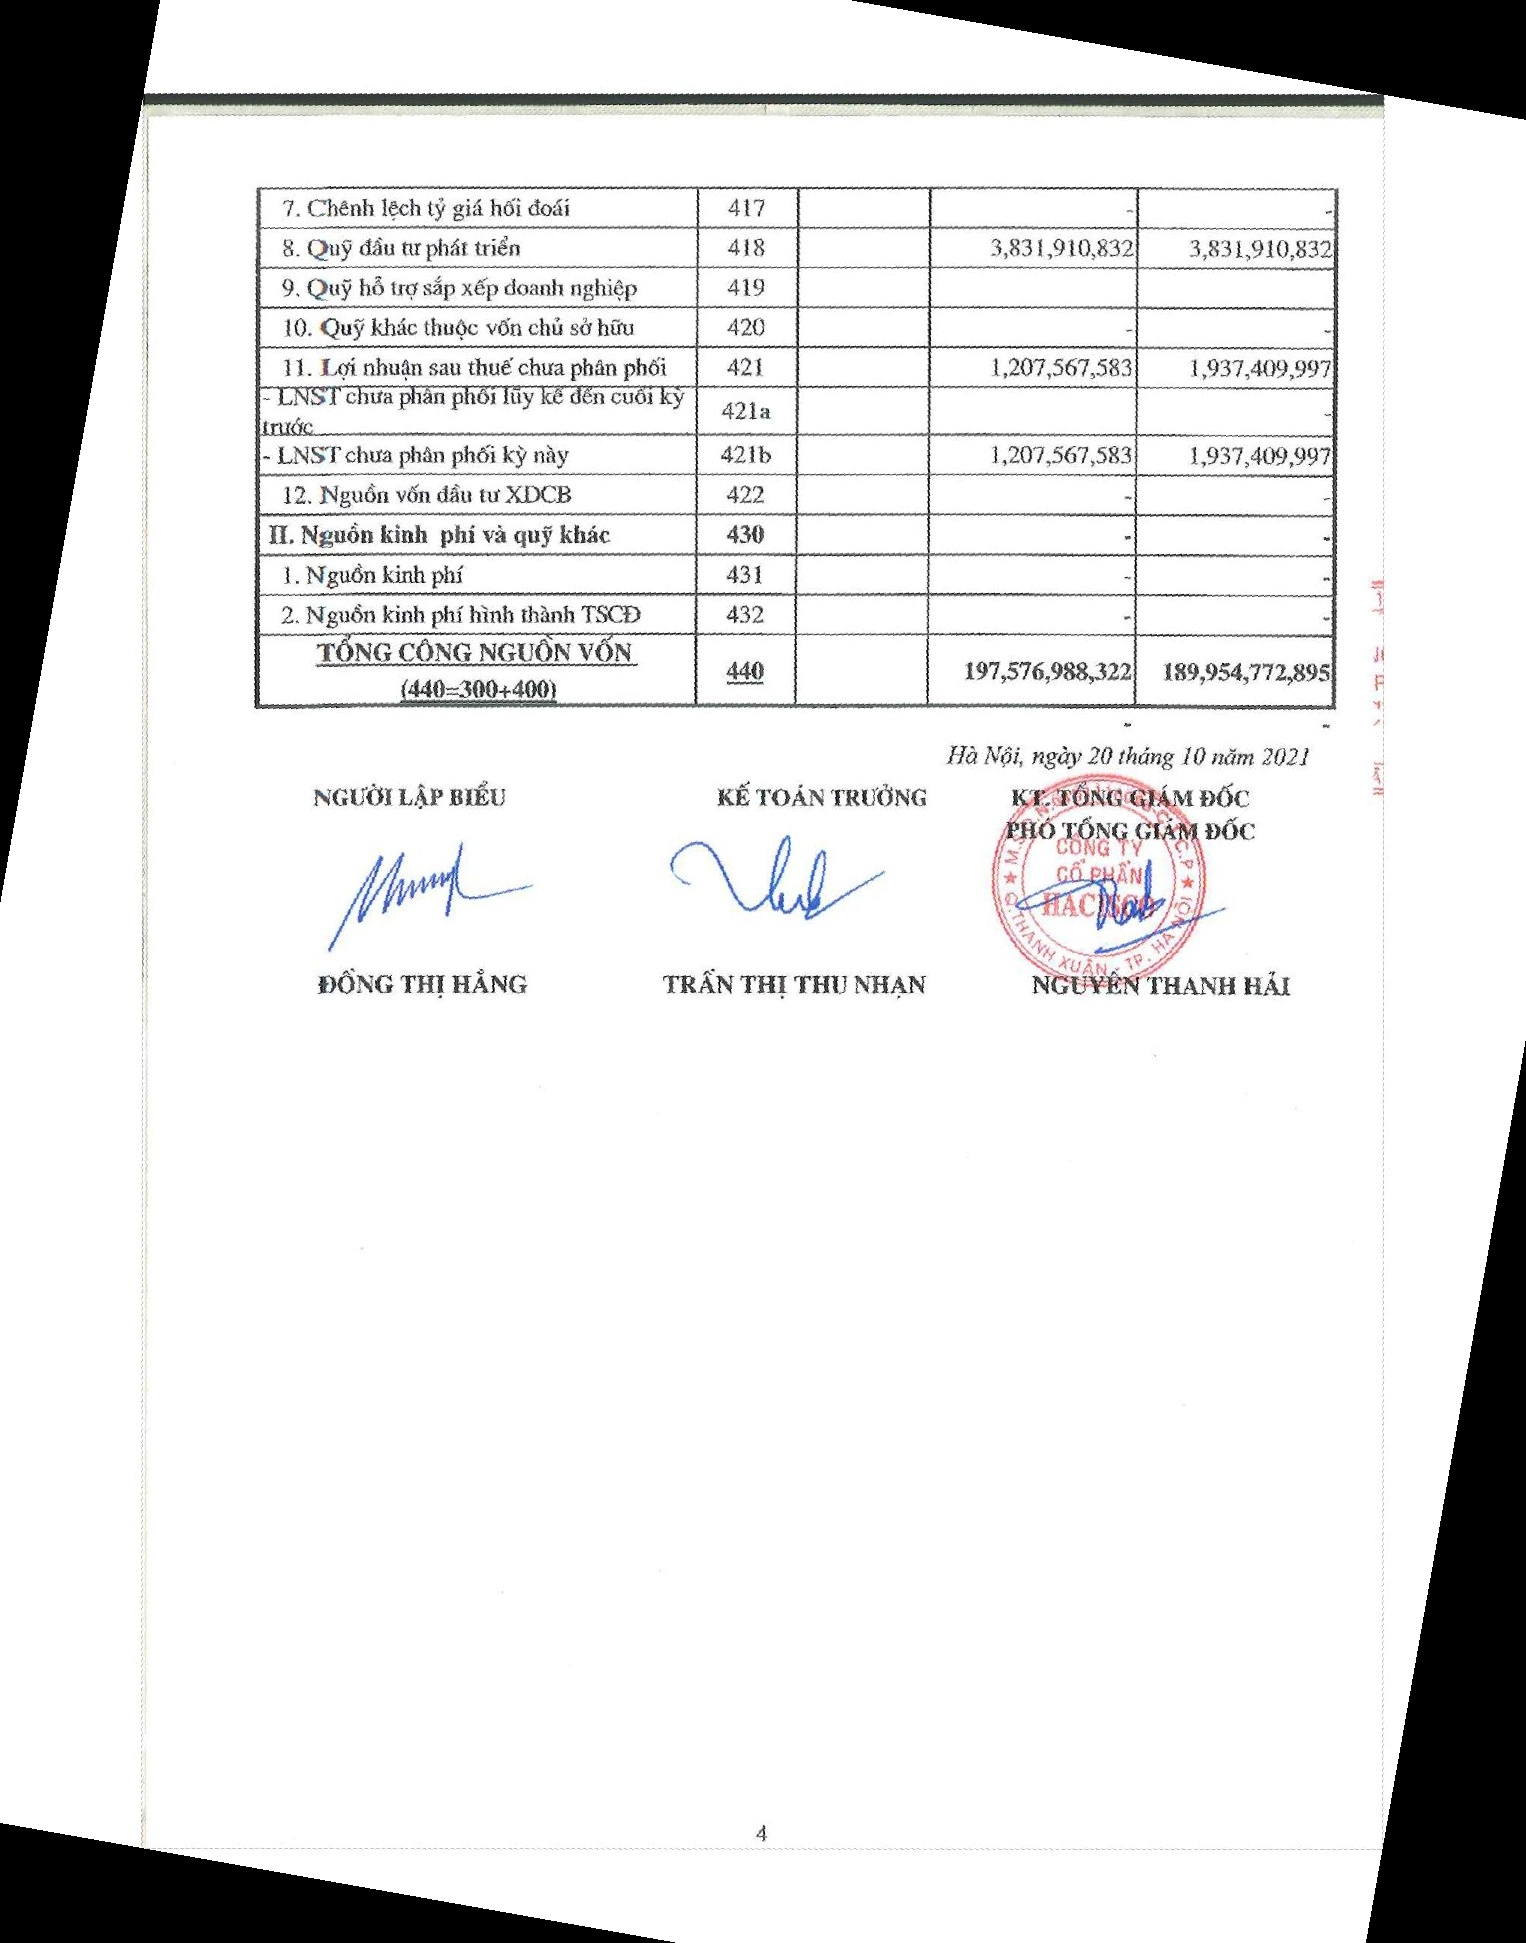 7. Chênh lệch tỷ giá hối đoái 417 - -
8. Quỹ đầu tư phát triển 418 3,831,910,832 3,831,910,832
9. Quỹ hỗ trợ sắp xếp doanh nghiệp 419
10. Quỹ khác thuộc vốn chủ sở hữu 420 - -
11. Lợi nhuận sau thuế chưa phân phối 421 1,207,567,583 1,937,409,997
- LNST chưa phân phối lũy kế đến cuối kỳ
trước 421a -
- LNST chưa phân phối kỳ này 421b 1,207,567,583 1,937,409,997
12. Nguồn vốn đầu tư XDCB 422 - -
II. Nguồn kinh phí và quỹ khác 430 - -
1. Nguồn kinh phí 431 - -
2. Nguồn kinh phí hình thành TSCĐ 432 - -
TỔNG CỘNG NGUỒN VỐN
(440=300+400) 440 197,576,988,322 189,954,772,895
- -
Hà Nội, ngày 20 tháng 10 năm 2021
NGƯỜI LẬP BIỂU KẾ TOÁN TRƯỞNG KT. TỔNG GIÁM ĐỐC
PHÓ TỔNG GIÁM ĐỐC
CÔNG TY
CỔ PHẦN
HACISCO
Q. THANH XUÂN - TP. HÀ NỘI
ĐỒNG THỊ HẰNG TRẦN THỊ THU NHẠN NGUYỄN THANH HẢI
4